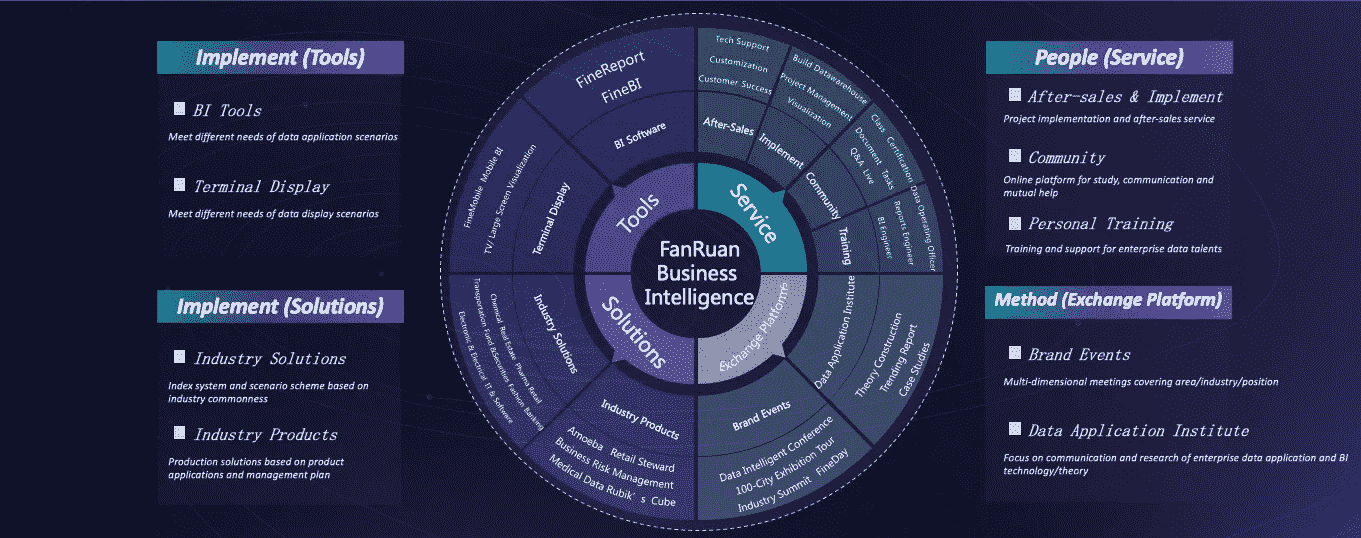 Implement (Tools)
BI Tools
Meet different needs of data application scenarios
Terminal Display
Meet different needs of data display scenarios
Implement (Solutions)
Industry Solutions
Index system and scenario scheme based on
industry commonness
Industry Products
Production solutions based on product
applications and management plan
FanRuan
Business
Intelligence
Tools
FineReport
FineBI
BI Software
FineMobile Mobile BI
TV/ Large Screen Visualization
Terminal Display
Service
Tech Support
Customization
Customer Success
After-Sales
Build Datawarehouse
Project Management
Visualization
Implement
Class Certification
Document Tasks
Q&A Live
Community
Data Operating Officer
Reports Engineer
BI Engineer
Training
Exchange Platform
Data Application Institute
Theory Construction
Trending Report
Case Studies
Brand Events
Data Intelligent Conference
100-City Exhibition Tour
Industry Summit FineDay
Solutions
Industry Solutions
Chemical Real Estate Pharma Retail
Transportation Fund &Securities Fashion Banking
Electronic & Electrical IT & Software
Industry Products
Amoeba Retail Steward
Business Risk Management
Medical Data Rubik’s Cube
People (Service)
After-sales & Implement
Project implementation and after-sales service
Community
Online platform for study, communication and
mutual help
Personal Training
Training and support for enterprise data talents
Method (Exchange Platform)
Brand Events
Multi-dimensional meetings covering area/industry/position
Data Application Institute
Focus on communication and research of enterprise data application and BI
technology/theory